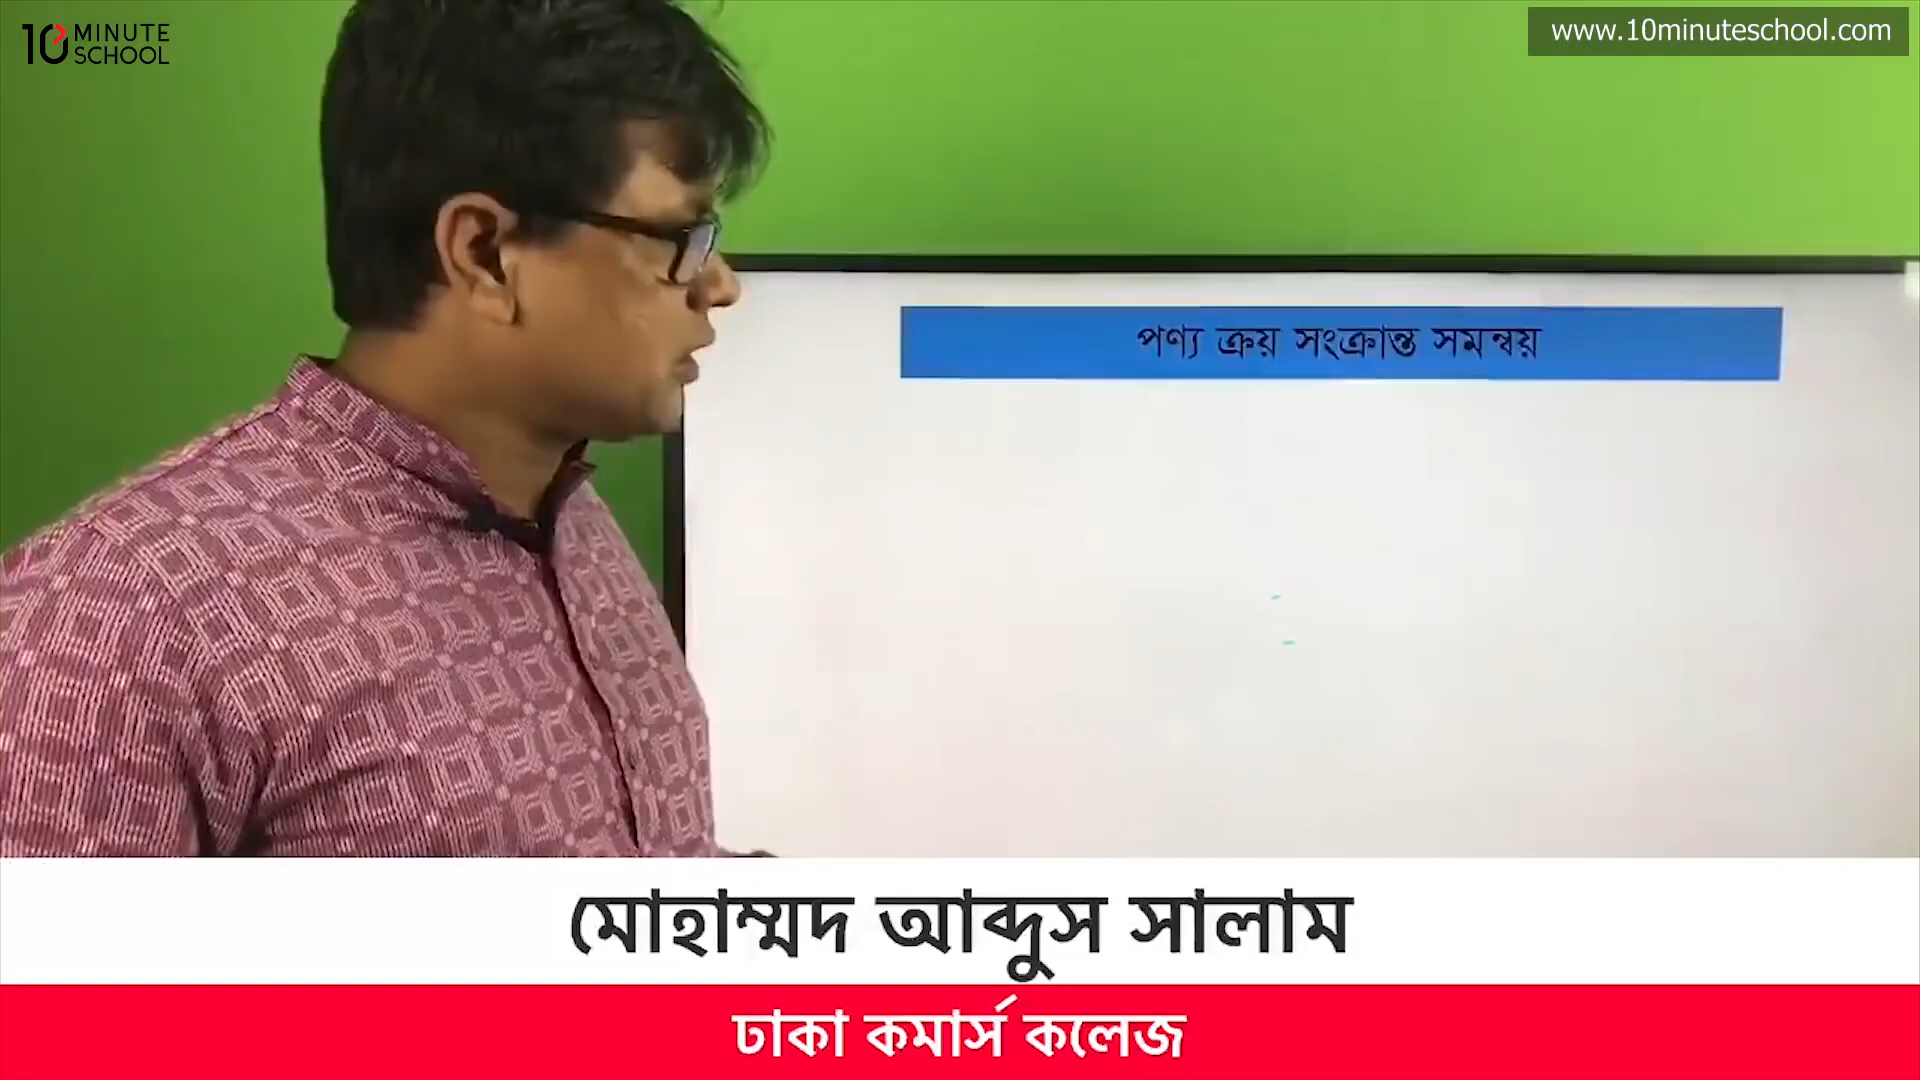 10 MINUTE SCHOOL
www.10minuteschool.com
পণ্য ক্রয় সংক্রান্ত সমন্বয়
মোহাম্মদ আব্দুস সালাম
ঢাকা কমার্স কলেজ